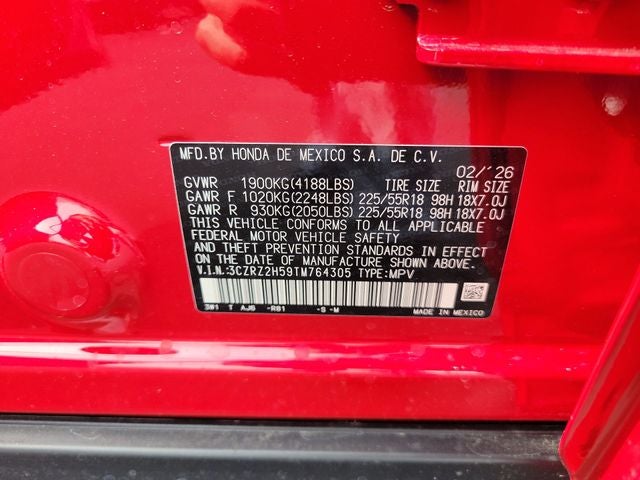 MFD.BY HONDA DE MEXICO S.A. DE C.V.
02/'26
GVWR 1900KG(4188LBS) TIRE SIZE RIM SIZE
GAWR F 1020KG(2248LBS) 225/55R18 98H 18X7.0J
GAWR R 930KG(2050LBS) 225/55R18 98H 18X7.0J
THIS VEHICLE CONFORMS TO ALL APPLICABLE
FEDERAL MOTOR VEHICLE SAFETY
AND THEFT PREVENTION STANDARDS IN EFFECT
ON THE DATE OF MANUFACTURE SHOWN ABOVE.
V.I.N.:3CZRZ2H59TM764305 TYPE:MPV
3W1 T AJB -R81 -S -M
MADE IN MEXICO